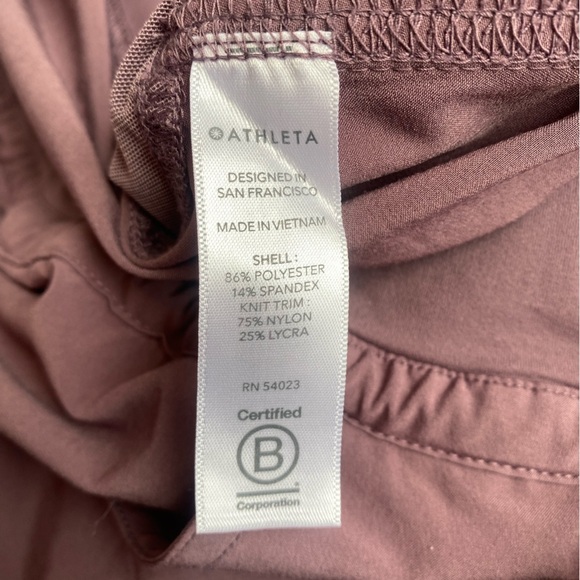 ATHLETA
DESIGNED IN
SAN FRANCISCO
MADE IN VIETNAM
SHELL :
86% POLYESTER
14% SPANDEX
KNIT TRIM :
75% NYLON
25% LYCRA
RN 54023
Certified
B
Corporation